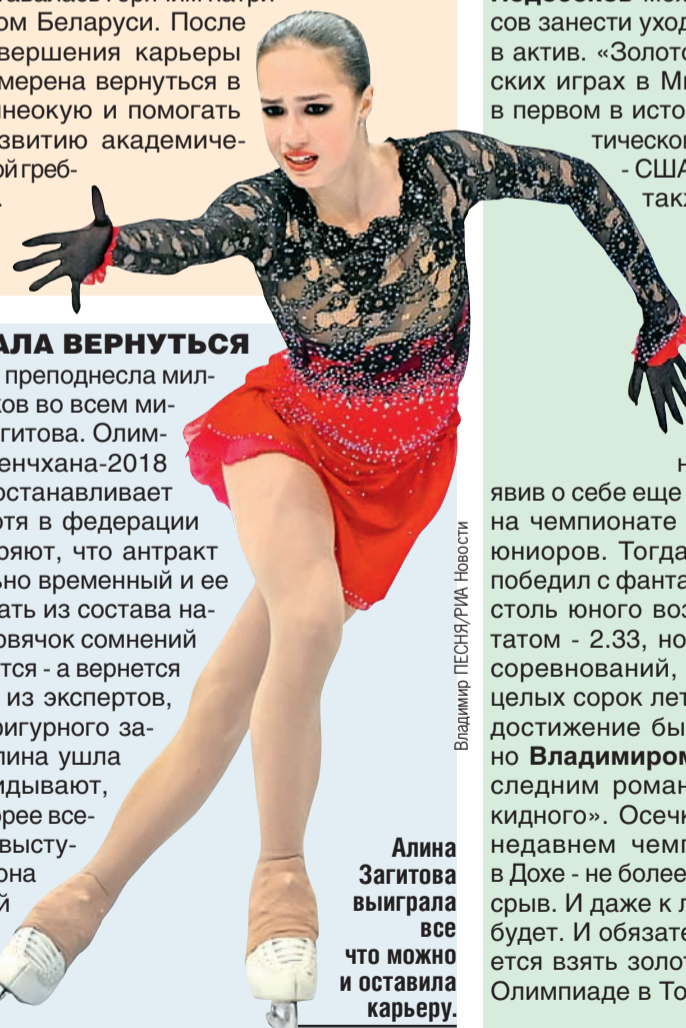 ом Беларуси. После
вершения карьеры
мерена вернуться в
инеокую и помогать
звитию академиче-
ой греб-
АЛА ВЕРНУТЬСЯ
преподнесла мил-
ков во всем ми-
гитова. Олим-
енчхана-2018
останавливает
отя в федерации
ряют, что антракт
ьно временный и ее
ать из состава на-
овячок сомнений
тся - а вернется
из экспертов,
фигурного за-
лина ушла
идывают,
орее все-
высту-
она
й
Владимир ПЕСНЯ/РИА Новости
Алина
Загитова
выиграла
все
что можно
и оставила
карьеру.
сов занести уход
в актив. «Золото
ских играх в Ми
в первом в исто
тическом
- США
такж
н
явив о себе еще
на чемпионате
юниоров. Тогда
победил с фанта
столь юного воз
татом - 2.33, но
соревнований,
целых сорок лет
достижение бы
но Владимиром
следним роман
кидного». Осечк
недавнем чемп
в Дохе - не более
срыв. И даже к л
будет. И обязате
ется взять золот
Олимпиаде в То